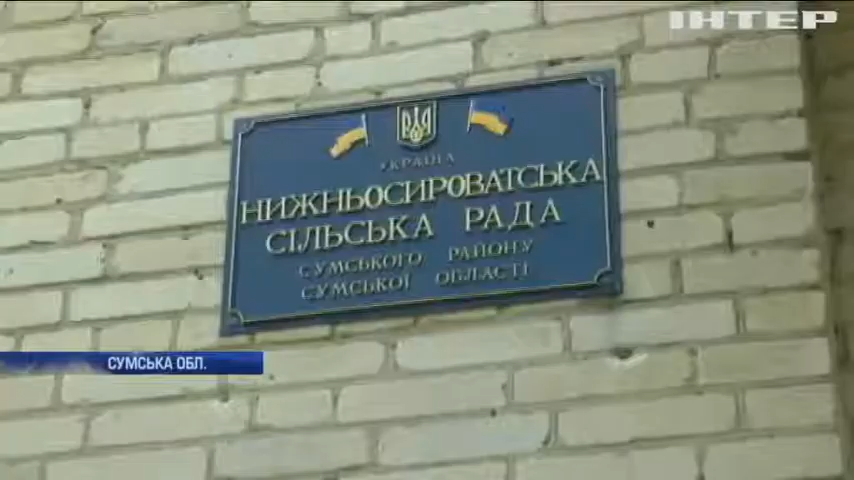 ІНТЕР
УКРАЇНА
НИЖНЬОСИРОВАТСЬКА
СІЛЬСЬКА РАДА
СУМСЬКОГО РАЙОНУ
СУМСЬКОЇ ОБЛАСТІ
СУМСЬКА ОБЛ.